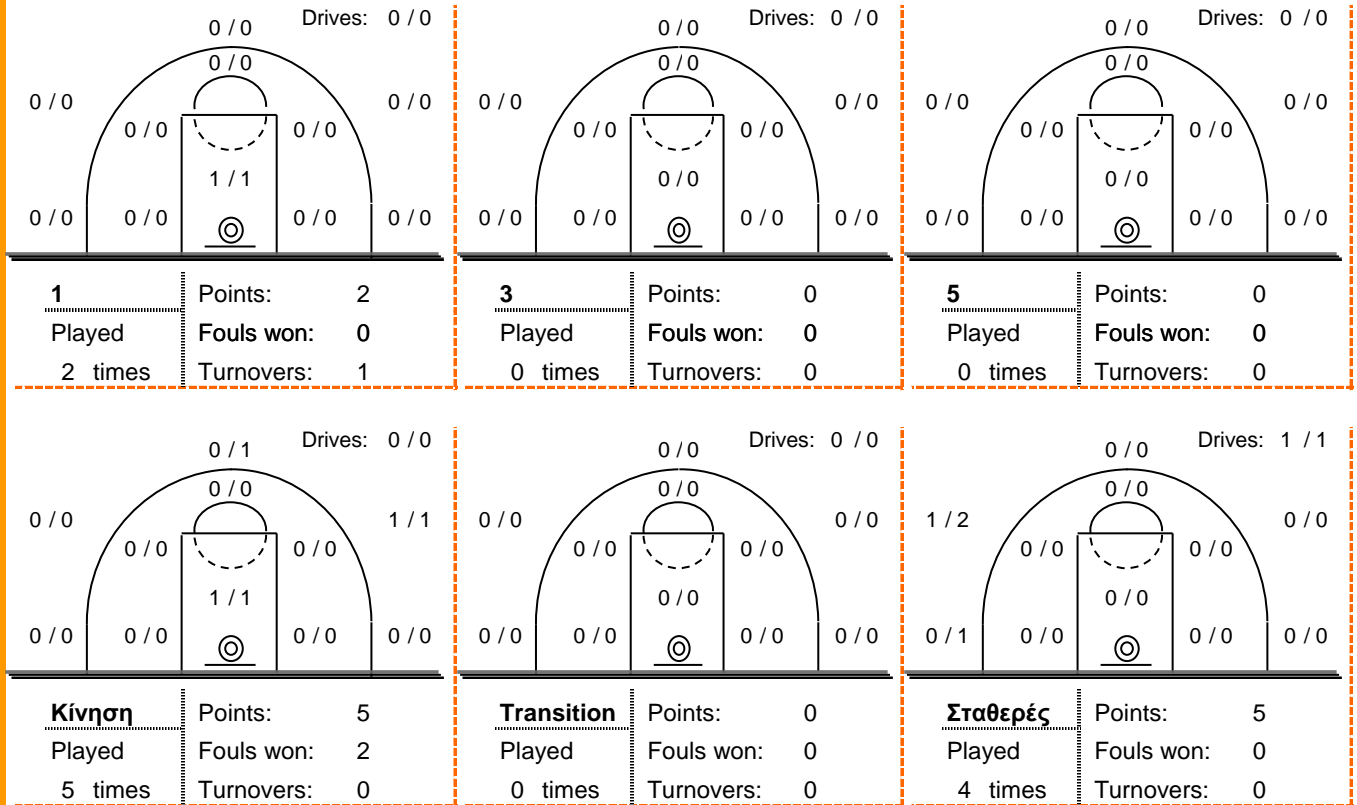 Drives: 0 / 0
0 / 0
0 / 0
0 / 0 0 / 0
0 / 0 0 / 0
1 / 1
0 / 0 0 / 0 0 / 0 0 / 0
1 Points: 2
Played Fouls won: 0
2 times Turnovers: 1
Drives: 0 / 0
0 / 0
0 / 0
0 / 0 0 / 0
0 / 0 0 / 0
0 / 0
0 / 0 0 / 0 0 / 0 0 / 0
3 Points: 0
Played Fouls won: 0
0 times Turnovers: 0
Drives: 0 / 0
0 / 0
0 / 0
0 / 0 0 / 0
0 / 0 0 / 0
0 / 0
0 / 0 0 / 0 0 / 0 0 / 0
5 Points: 0
Played Fouls won: 0
0 times Turnovers: 0
Drives: 0 / 0
0 / 1
0 / 0
0 / 0 1 / 1
0 / 0 0 / 0
1 / 1
0 / 0 0 / 0 0 / 0 0 / 0
Κίνηση Points: 5
Played Fouls won: 2
5 times Turnovers: 0
Drives: 0 / 0
0 / 0
0 / 0
0 / 0 0 / 0
0 / 0 0 / 0
0 / 0
0 / 0 0 / 0 0 / 0 0 / 0
Transition Points: 0
Played Fouls won: 0
0 times Turnovers: 0
Drives: 1 / 1
0 / 0
0 / 0
1 / 2 0 / 0
0 / 0 0 / 0
0 / 0
0 / 1 0 / 0 0 / 0 0 / 0
Σταθερές Points: 5
Played Fouls won: 0
4 times Turnovers: 0